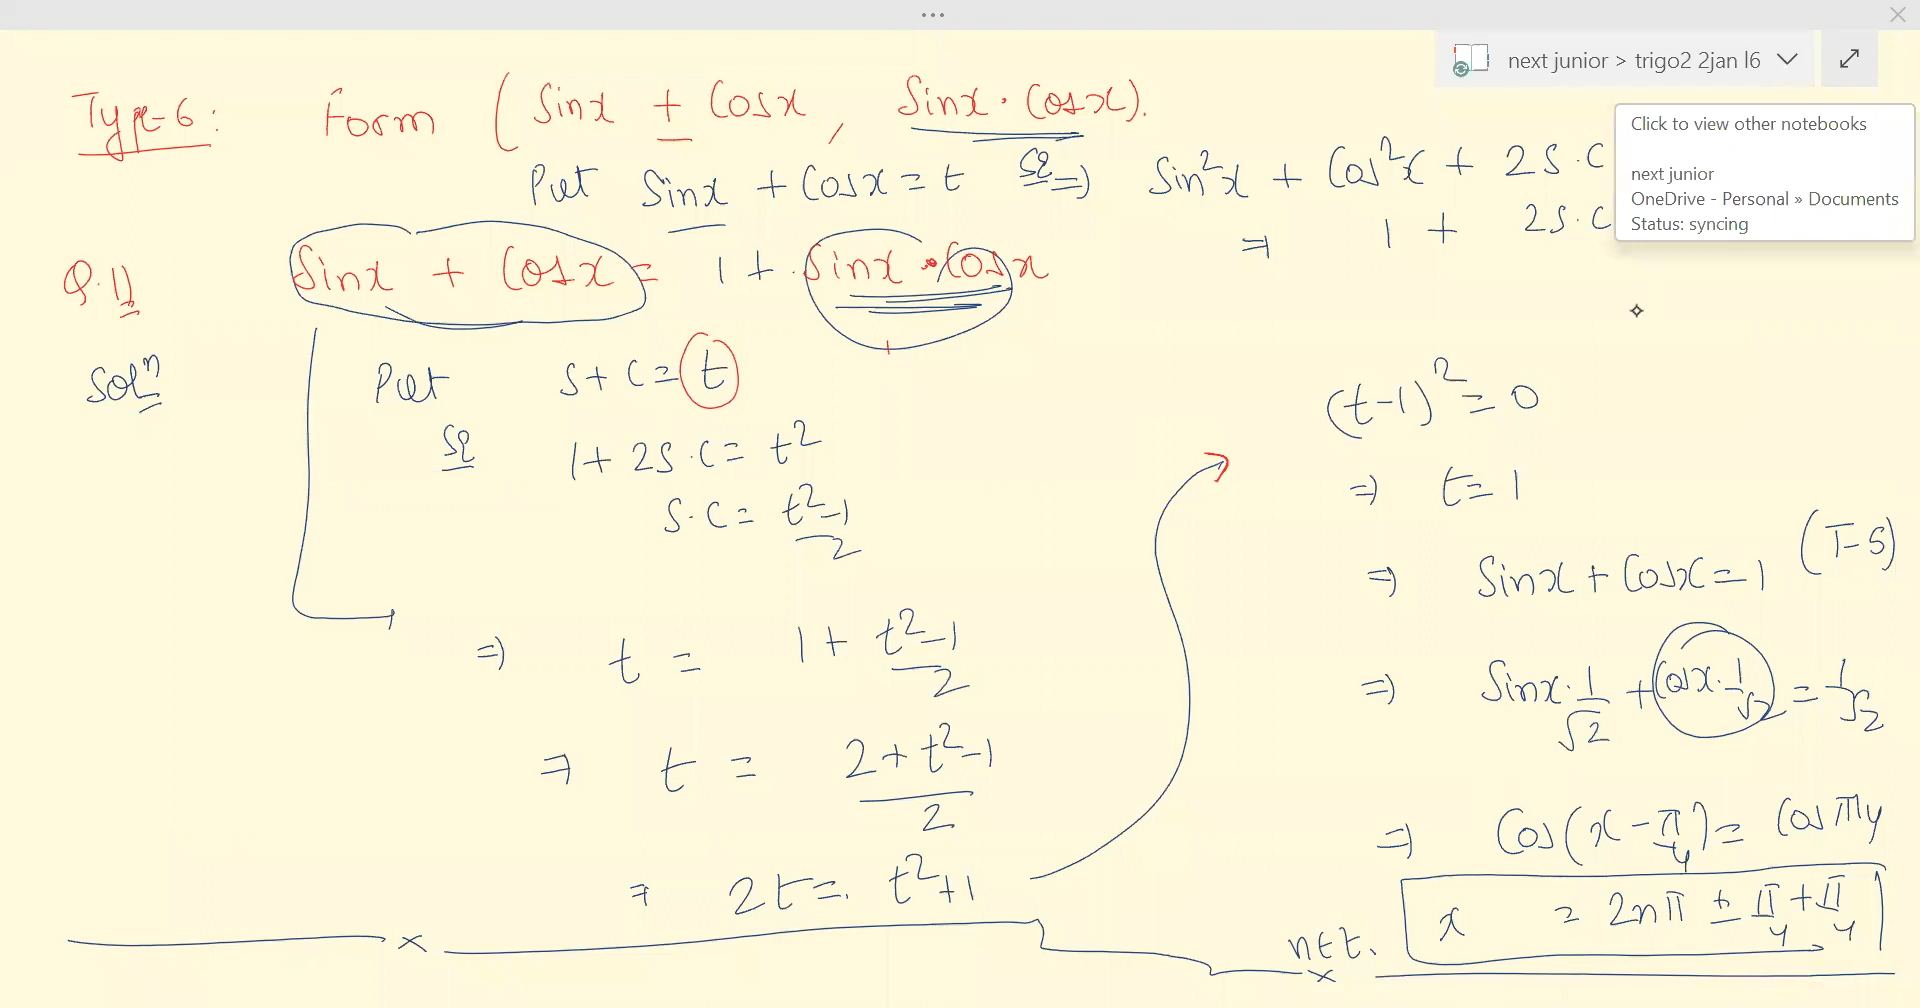 next junior > trigo2 2jan l6
Click to view other notebooks
next junior
OneDrive - Personal » Documents
Status: syncing
Type-6: Form (Sinx ± Cosx, Sinx·Cosx).
Put Sinx + Cosx = t Sq ⇒ Sin²x + Cos²x + 2S·C
⇒ 1 + 2S·C
Q.1) Sinx + Cosx = 1 + Sinx·Cosx
Solⁿ Put S+C = t
Sq 1+2S·C = t²
S·C = t²-1/2
⇒ t = 1 + t²-1/2
⇒ t = 2+t²-1/2
⇒ 2t = t²+1
(t-1)² = 0
⇒ t = 1
⇒ Sinx + Cosx = 1 (T-5)
⇒ Sinx·1/√2 + Cosx·1/√2 = 1/√2
⇒ Cos(x - π/4) = Cos π/4
x = 2nπ ± π/4 + π/4
n∈I.